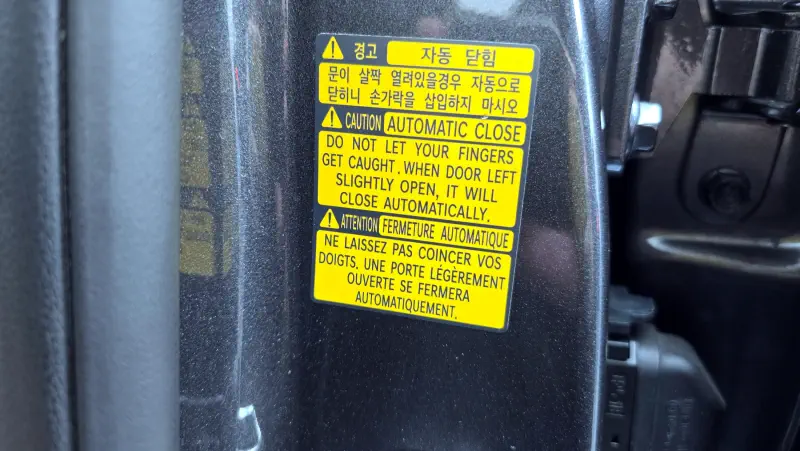 경고 자동 닫힘
문이 살짝 열려있을경우 자동으로
닫히니 손가락을 삽입하지 마시오
CAUTION AUTOMATIC CLOSE
DO NOT LET YOUR FINGERS
GET CAUGHT. WHEN DOOR LEFT
SLIGHTLY OPEN, IT WILL
CLOSE AUTOMATICALLY.
ATTENTION FERMETURE AUTOMATIQUE
NE LAISSEZ PAS COINCER VOS
DOIGTS. UNE PORTE LÉGÈREMENT
OUVERTE SE FERMERA
AUTOMATIQUEMENT.